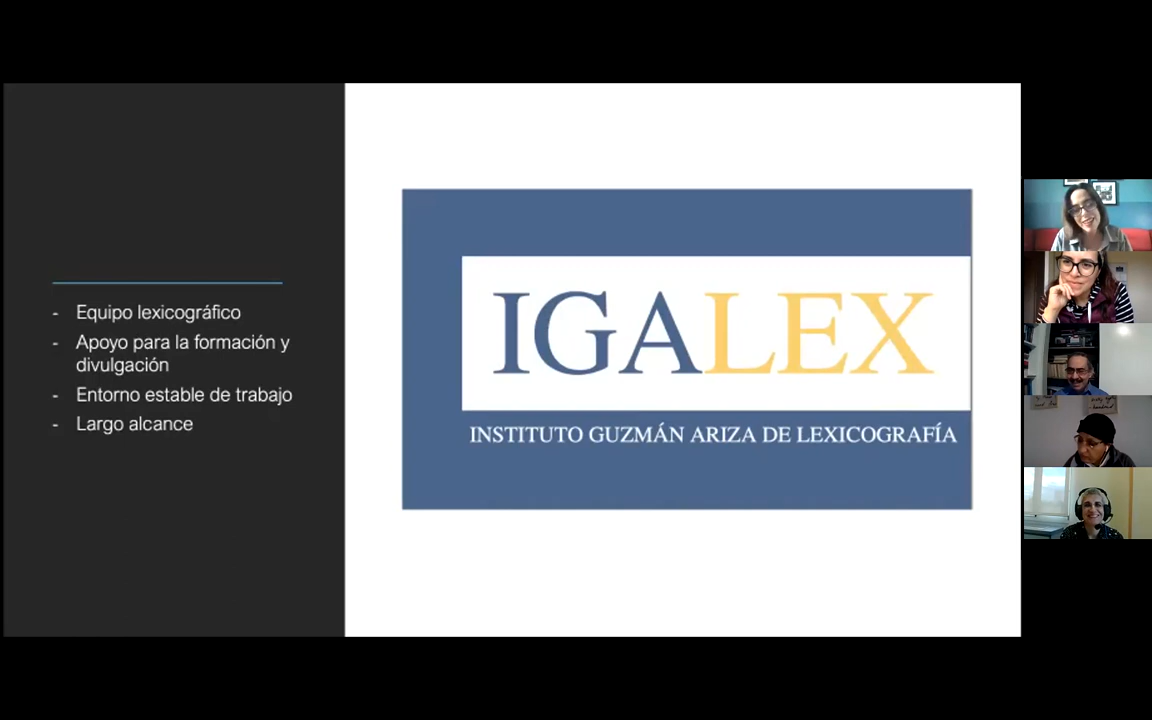 - Equipo lexicográfico
- Apoyo para la formación y
divulgación
- Entorno estable de trabajo
- Largo alcance
IGALEX
INSTITUTO GUZMÁN ARIZA DE LEXICOGRAFÍA